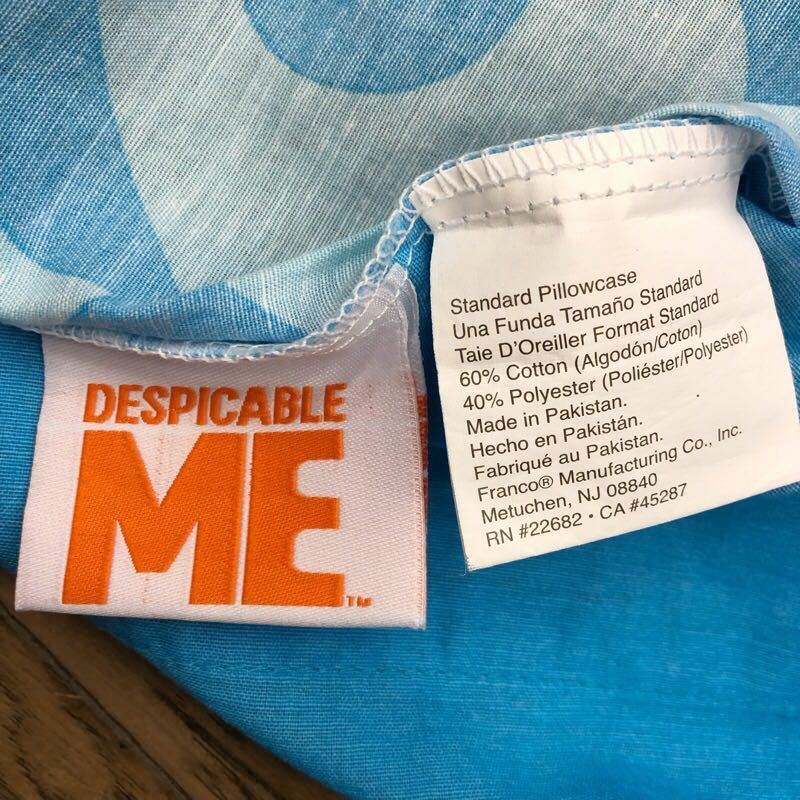 DESPICABLE
ME™
Standard Pillowcase
Una Funda Tamaño Standard
Taie D'Oreiller Format Standard
60% Cotton (Algodón/Coton)
40% Polyester (Poliéster/Polyester)
Made in Pakistan.
Hecho en Pakistán.
Fabriqué au Pakistan.
Franco® Manufacturing Co., Inc.
Metuchen, NJ 08840
RN #22682 • CA #45287